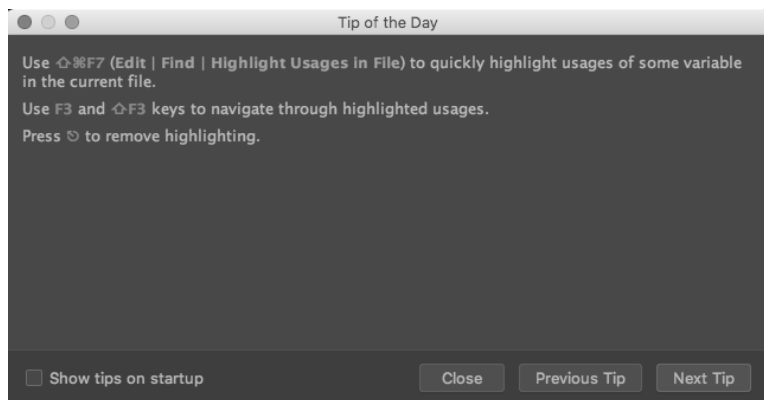 Tip of the Day
Use ⇧⌘F7 (Edit | Find | Highlight Usages in File) to quickly highlight usages of some variable
in the current file.
Use F3 and ⇧F3 keys to navigate through highlighted usages.
Press ⎋ to remove highlighting.
Show tips on startup
Close
Previous Tip
Next Tip